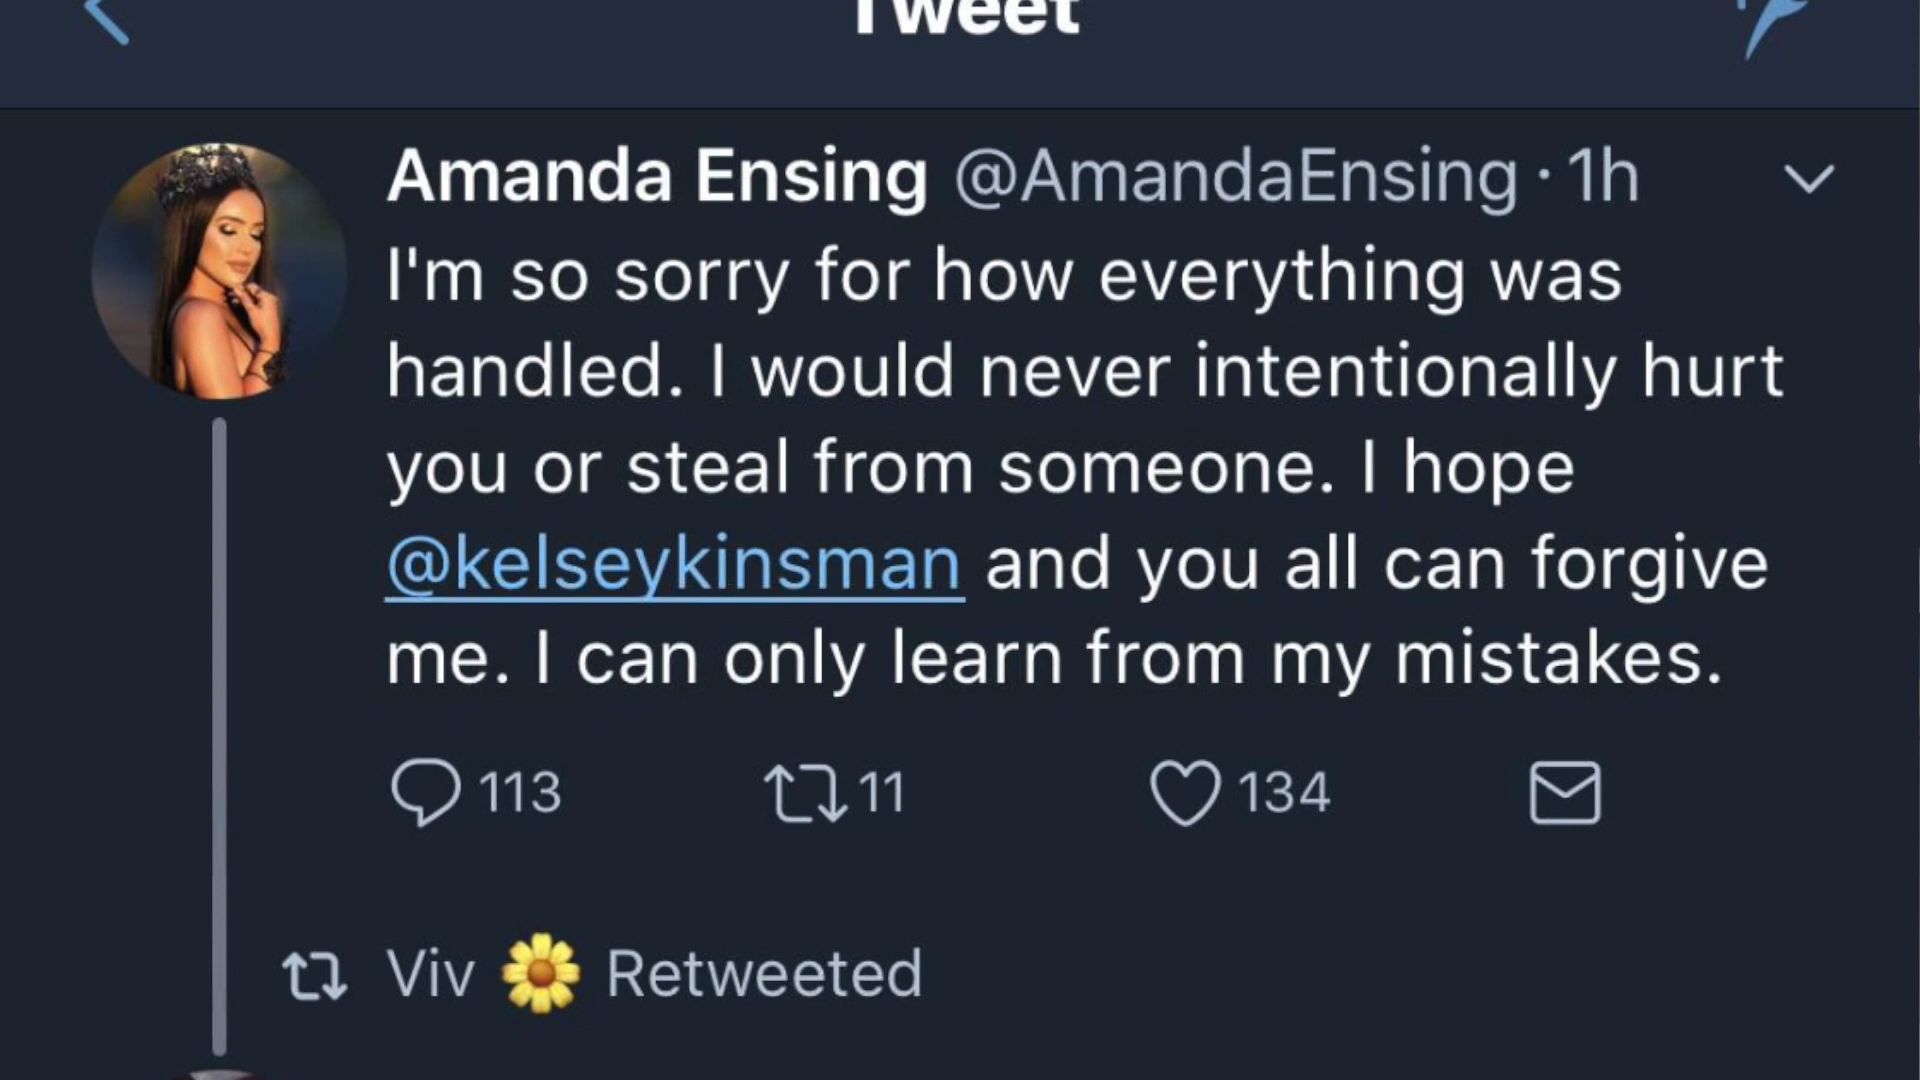 Tweet
Amanda Ensing @AmandaEnsing · 1h
I'm so sorry for how everything was
handled. I would never intentionally hurt
you or steal from someone. I hope
@kelseykinsman and you all can forgive
me. I can only learn from my mistakes.
113 11 134
Viv 🌼 Retweeted